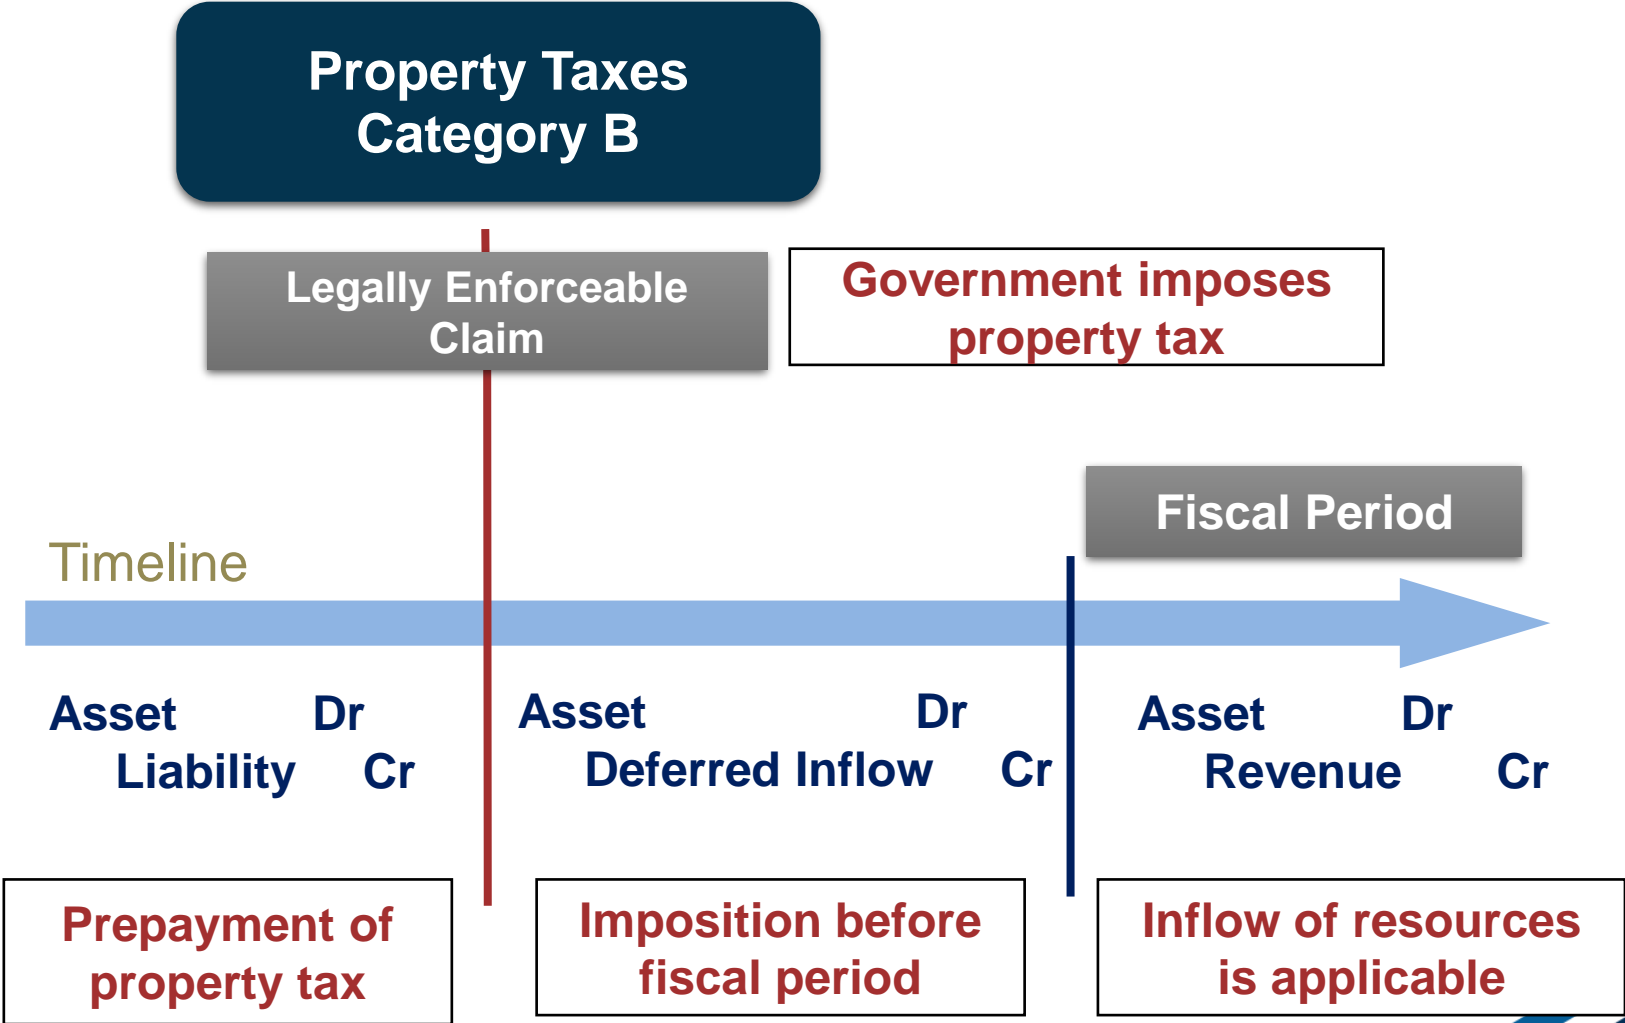 Property Taxes
Category B
Legally Enforceable
Claim
Government imposes
property tax
Fiscal Period
Timeline
Asset Dr
Liability Cr
Asset Dr
Deferred Inflow Cr
Asset Dr
Revenue Cr
Prepayment of
property tax
Imposition before
fiscal period
Inflow of resources
is applicable